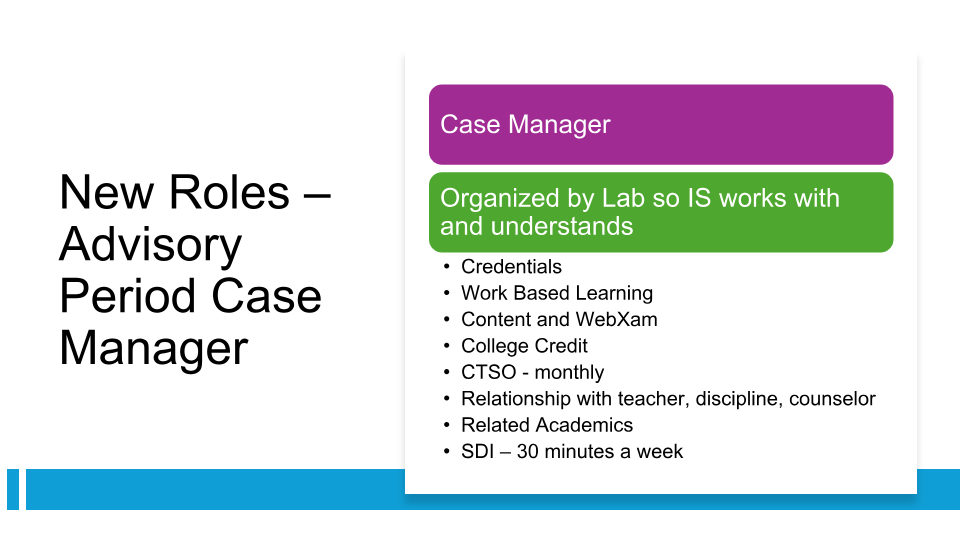 New Roles –
Advisory
Period Case
Manager
Case Manager
Organized by Lab so IS works with
and understands
• Credentials
• Work Based Learning
• Content and WebXam
• College Credit
• CTSO - monthly
• Relationship with teacher, discipline, counselor
• Related Academics
• SDI – 30 minutes a week